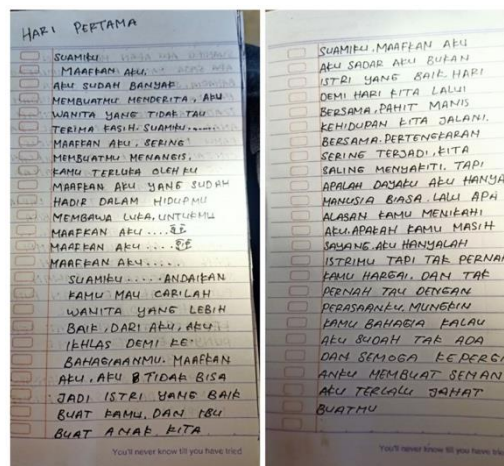 HARI PERTAMA
SUAMIKU
MAAFKAN AKU.
AKU SUDAH BANYAK
MEMBUATMU MENDERITA, AKU
WANITA YANG TIDAK TAU
TERIMA KASIH. SUAMIKU......
MAAFKAN AKU, SERING
MEMBUATMU MENANGIS.
KAMU TERLUKA OLEH KU
MAAFKAN AKU YANG SUDAH
HADIR DALAM HIDUPMU
MEMBAWA LUKA, UNTUKMU
MAAFKAN AKU....
MAAFKAN AKU....
MAAFKAN AKU.....
SUAMIKU.....ANDAIKAN
KAMU MAU CARILAH
WANITA YANG LEBIH
BAIK, DARI AKU, AKU
IKHLAS DEMI KE-
BAHAGIAANMU. MAAFKAN
AKU, AKU TIDAK BISA
JADI ISTRI YANG BAIK
BUAT KAMU, DAN IBU
BUAT ANAK KITA
You'll never know till you have tried
SUAMIKU. MAAFKAN AKU
AKU SADAR AKU BUKAN
ISTRI YANG BAIK. HARI
DEMI HARI KITA LALUI
BERSAMA. PAHIT MANIS
KEHIDUPAN KITA JALANI.
BERSAMA. PERTENGKARAN
SERING TERJADI, KITA
SALING MENYAKITI. TAPI
APALAH DAYAKU AKU HANYA
MANUSIA BIASA. LALU APA
ALASAN KAMU MENIKAHI
AKU. APAKAH KAMU MASIH
SAYANG. AKU HANYALAH
ISTRIMU TAPI TAK PERNAH
KAMU HARGAI. DAN TAK
PERNAH TAU DENGAN
PERASAANKU. MUNGKIN
KAMU BAHAGIA KALAU
AKU SUDAH TAK ADA
DAN SEMOGA KEPERGI
ANKU MEMBUAT SEMAN
AKU TERLALU JAHAT
BUATMU
You'll never know till you have tried